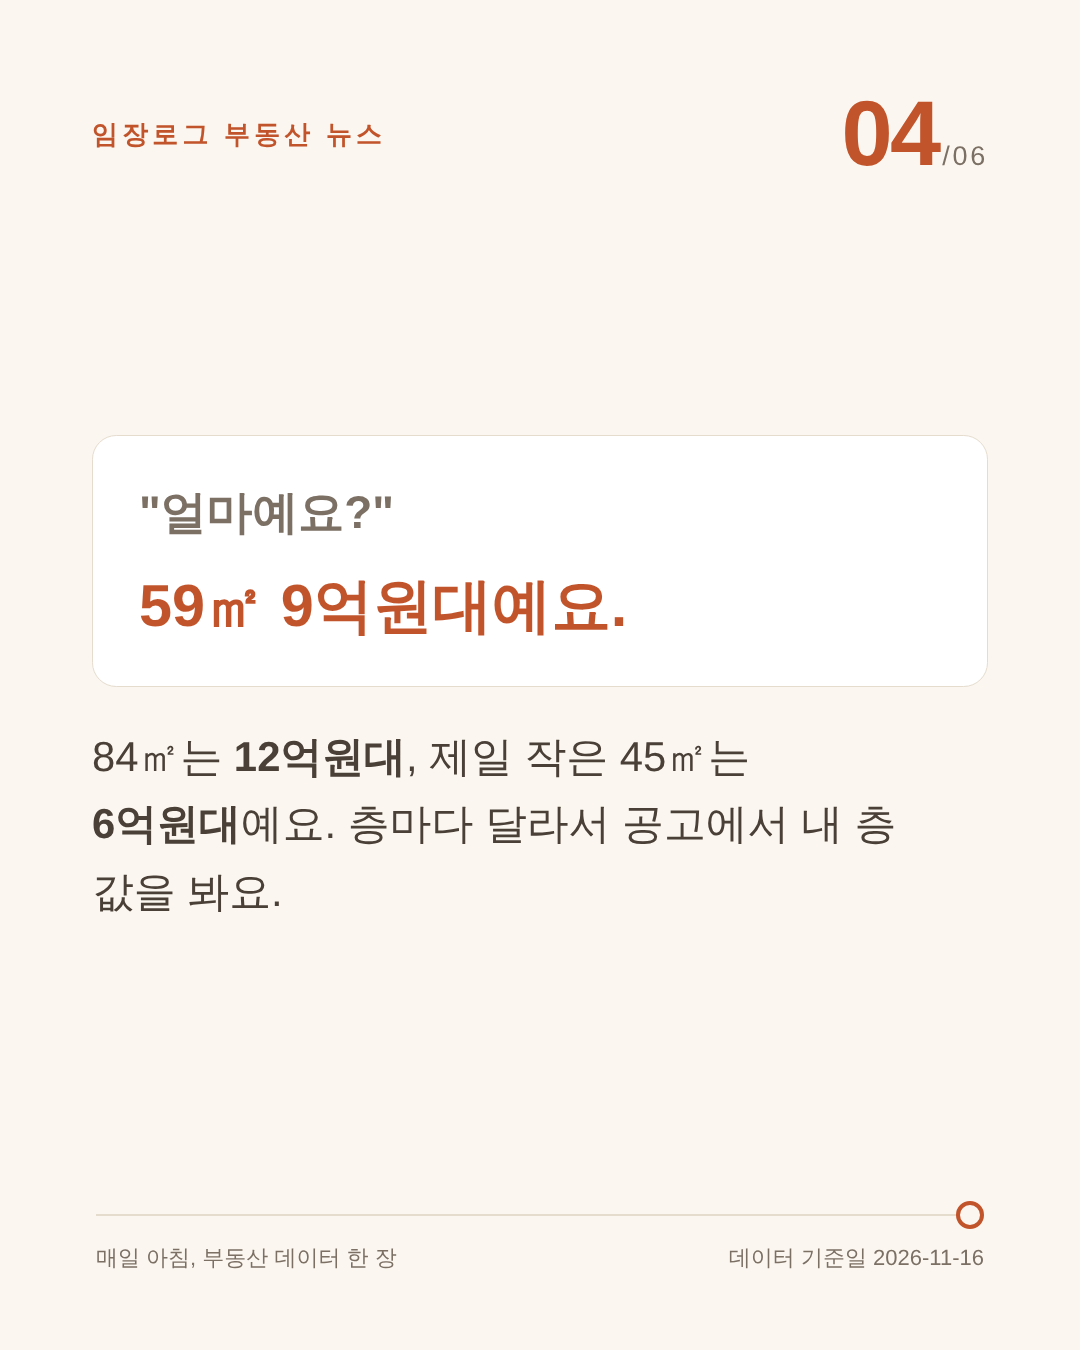 임장로그 부동산 뉴스
04/06
"얼마예요?"
59㎡ 9억원대예요.
84㎡는 12억원대, 제일 작은 45㎡는
6억원대예요. 층마다 달라서 공고에서 내 층
값을 봐요.
매일 아침, 부동산 데이터 한 장
데이터 기준일 2026-11-16